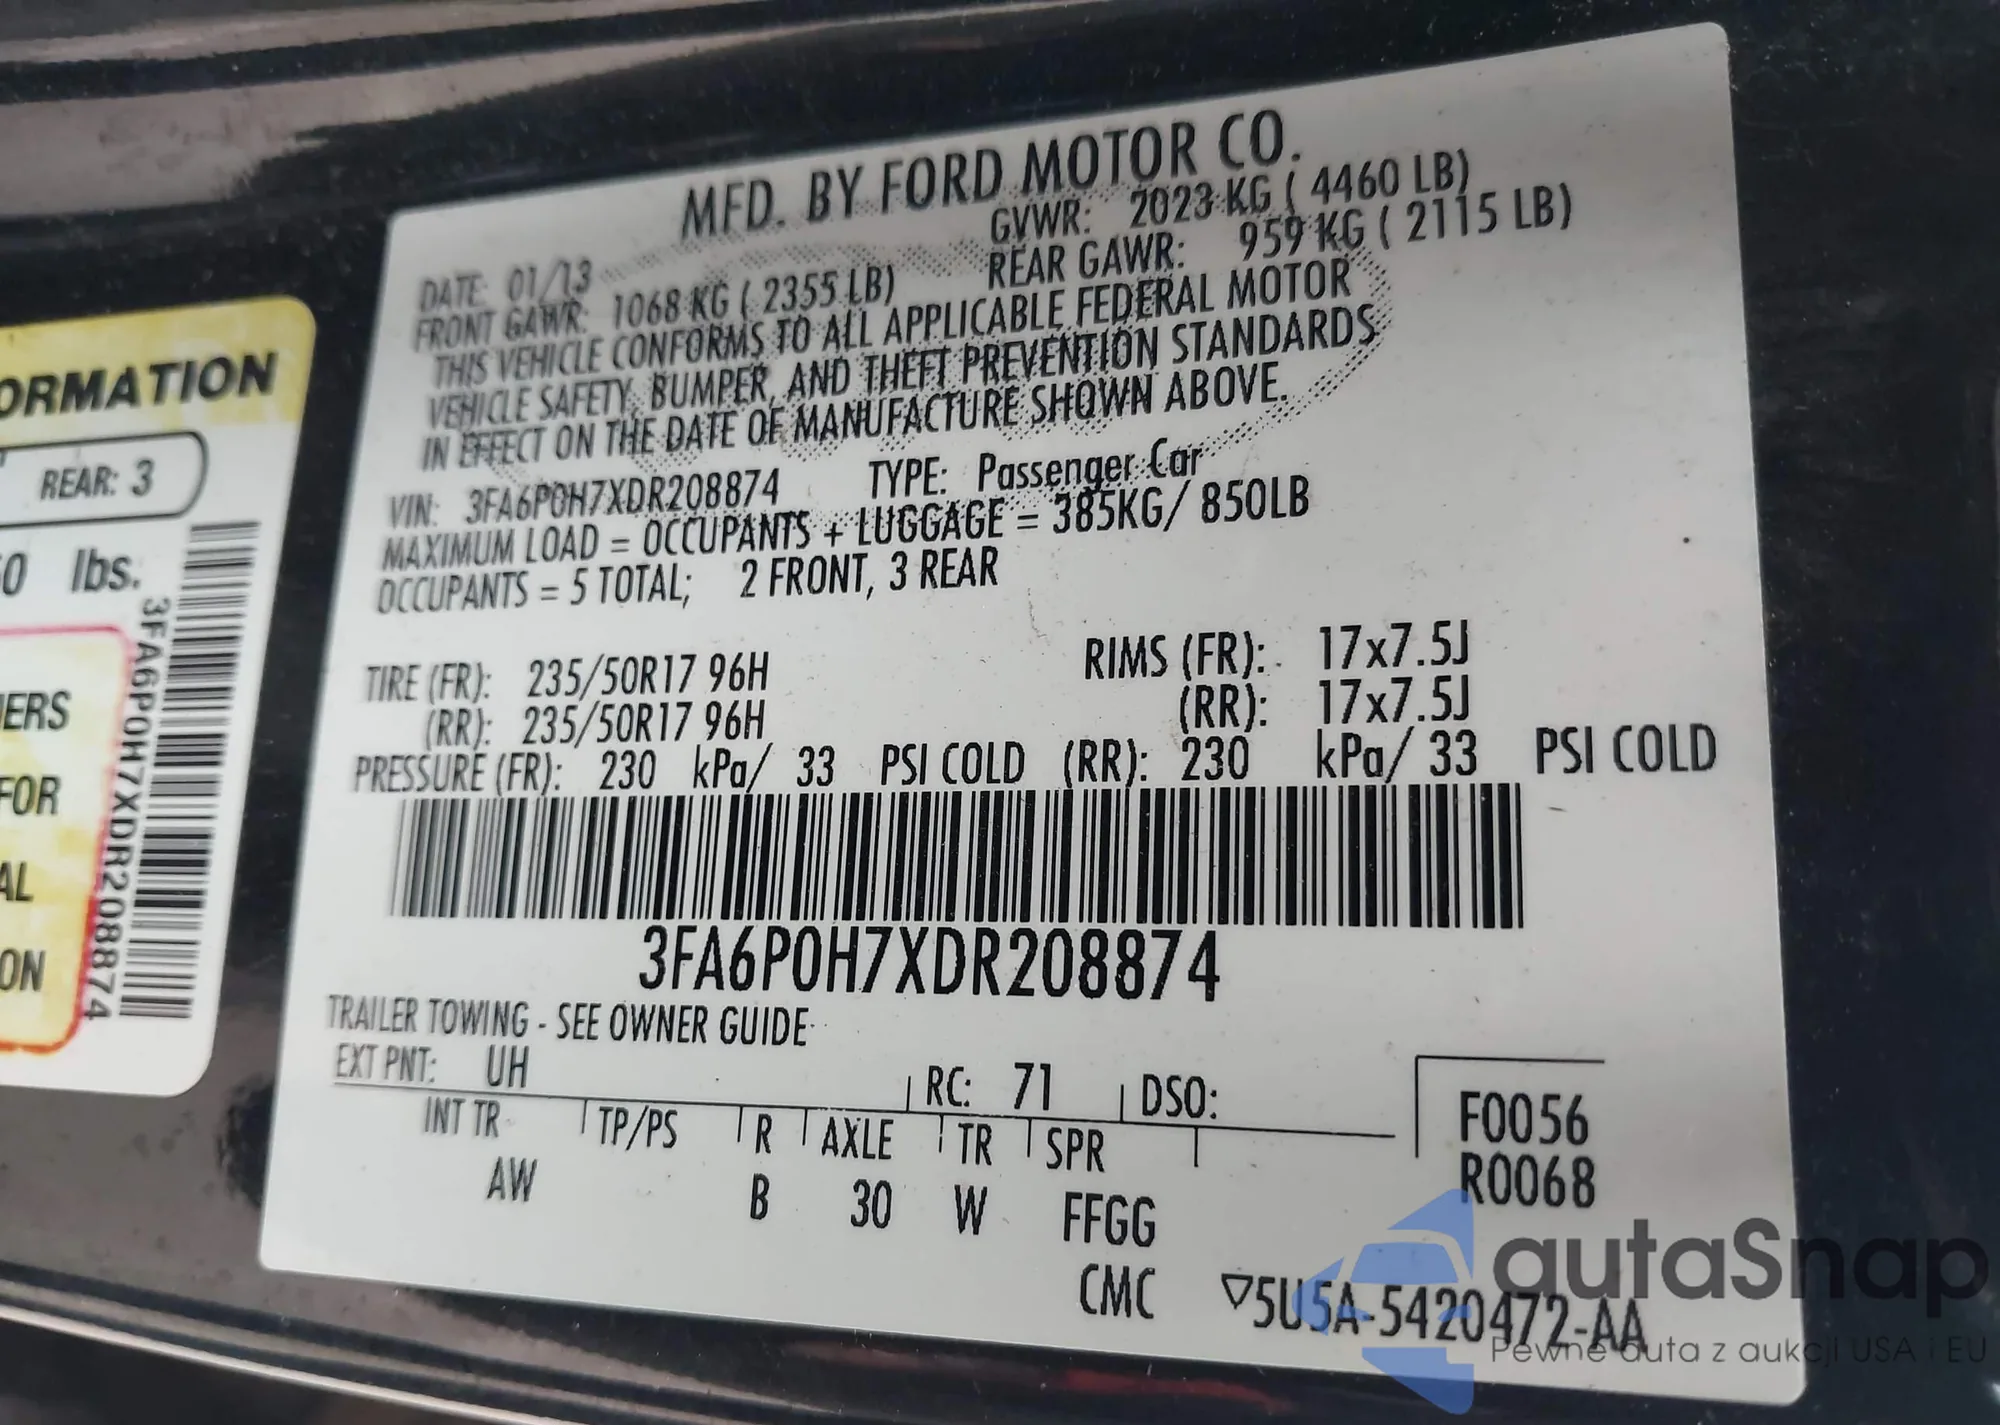 MFD. BY FORD MOTOR CO.
DATE: 01/13 GVWR: 2023 KG ( 4460 LB)
FRONT GAWR: 1068 KG ( 2355 LB) REAR GAWR: 959 KG ( 2115 LB)
THIS VEHICLE CONFORMS TO ALL APPLICABLE FEDERAL MOTOR
VEHICLE SAFETY, BUMPER, AND THEFT PREVENTION STANDARDS
IN EFFECT ON THE DATE OF MANUFACTURE SHOWN ABOVE.
VIN: 3FA6P0H7XDR208874 TYPE: Passenger Car
MAXIMUM LOAD = OCCUPANTS + LUGGAGE = 385KG/ 850LB
OCCUPANTS = 5 TOTAL; 2 FRONT, 3 REAR
TIRE (FR): 235/50R17 96H RIMS (FR): 17x7.5J
(RR): 235/50R17 96H (RR): 17x7.5J
PRESSURE (FR): 230 kPa/ 33 PSI COLD (RR): 230 kPa/ 33 PSI COLD
3FA6P0H7XDR208874
TRAILER TOWING - SEE OWNER GUIDE
EXT PNT: UH RC: 71 DSO:
INT TR TP/PS R AXLE TR SPR
AW B 30 W FFGG
CMC
F0056
R0068
▽5U5A-5420472-AA
ORMATION
REAR: 3
50 lbs.
3FA6P0H7XDR208874
IERS
FOR
AL
ON
autaSnap
Pewne auta z aukcji USA i EU